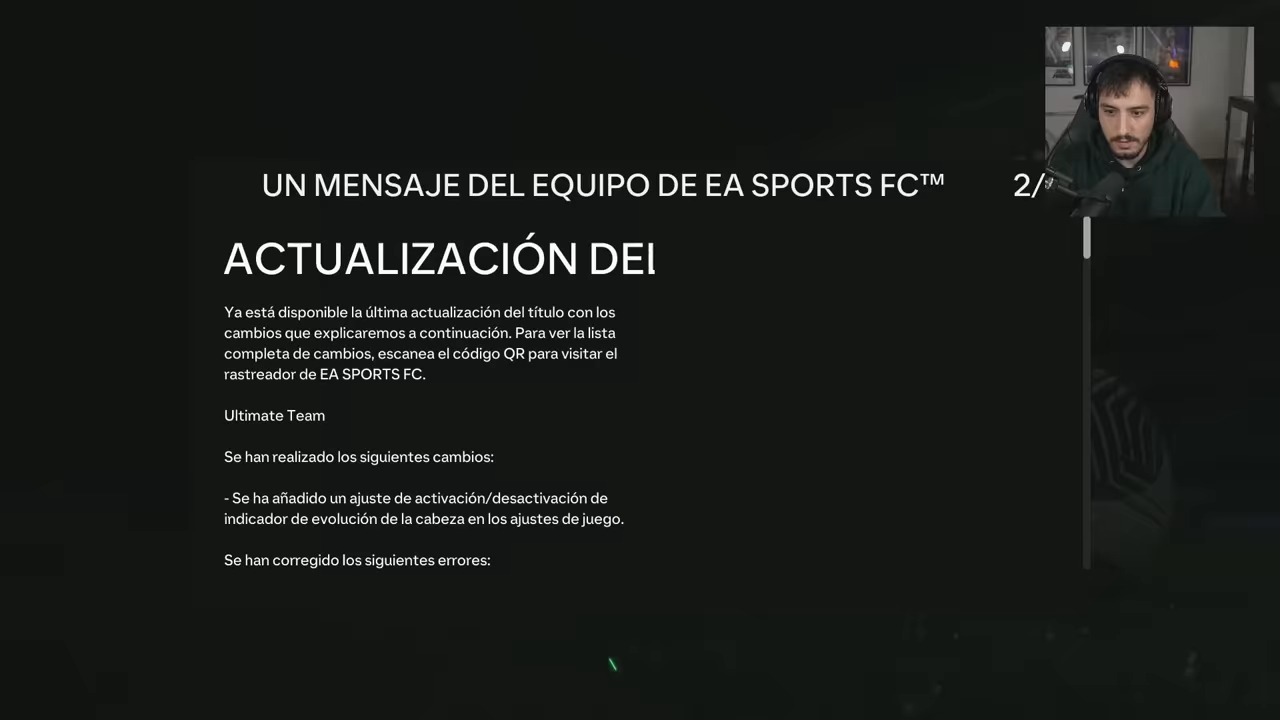 UN MENSAJE DEL EQUIPO DE EA SPORTS FC™ 2/
ACTUALIZACIÓN DEL
Ya está disponible la última actualización del título con los
cambios que explicaremos a continuación. Para ver la lista
completa de cambios, escanea el código QR para visitar el
rastreador de EA SPORTS FC.
Ultimate Team
Se han realizado los siguientes cambios:
- Se ha añadido un ajuste de activación/desactivación de
indicador de evolución de la cabeza en los ajustes de juego.
Se han corregido los siguientes errores: